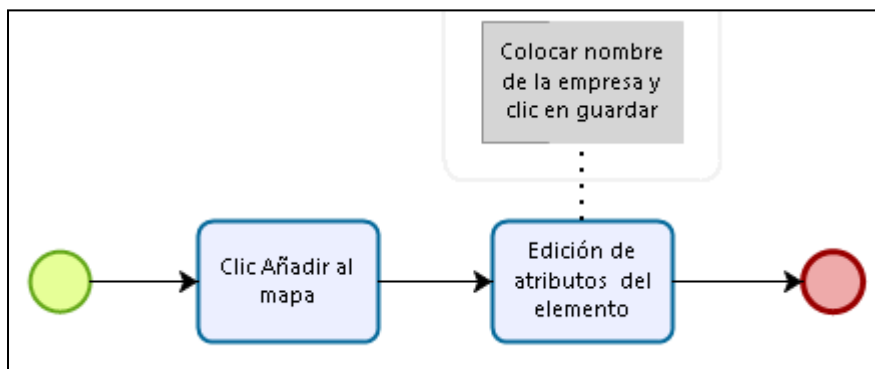 Colocar nombre
de la empresa y
clic en guardar
Clic Añadir al
mapa
Edición de
atributos del
elemento